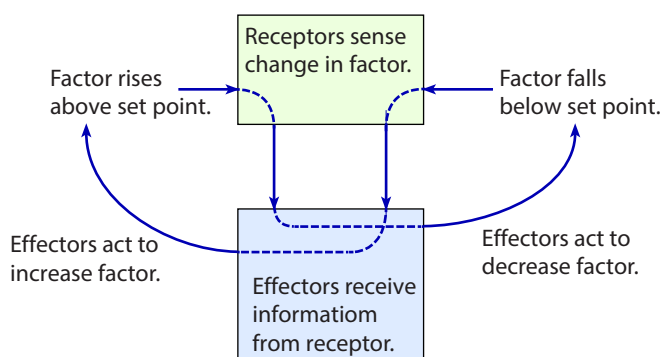 Receptors sense
change in factor.
Factor rises
above set point.
Factor falls
below set point.
Effectors act to
increase factor.
Effectors act to
decrease factor.
Effectors receive
informatiom
from receptor.